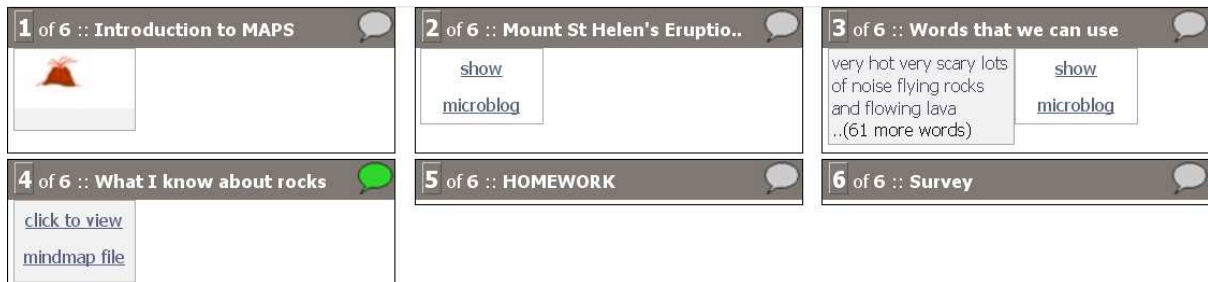 1 of 6 :: Introduction to MAPS
2 of 6 :: Mount St Helen's Eruptio..
show
microblog
3 of 6 :: Words that we can use
very hot very scary lots
of noise flying rocks
and flowing lava
..(61 more words)
show
microblog
4 of 6 :: What I know about rocks
click to view
mindmap file
5 of 6 :: HOMEWORK
6 of 6 :: Survey